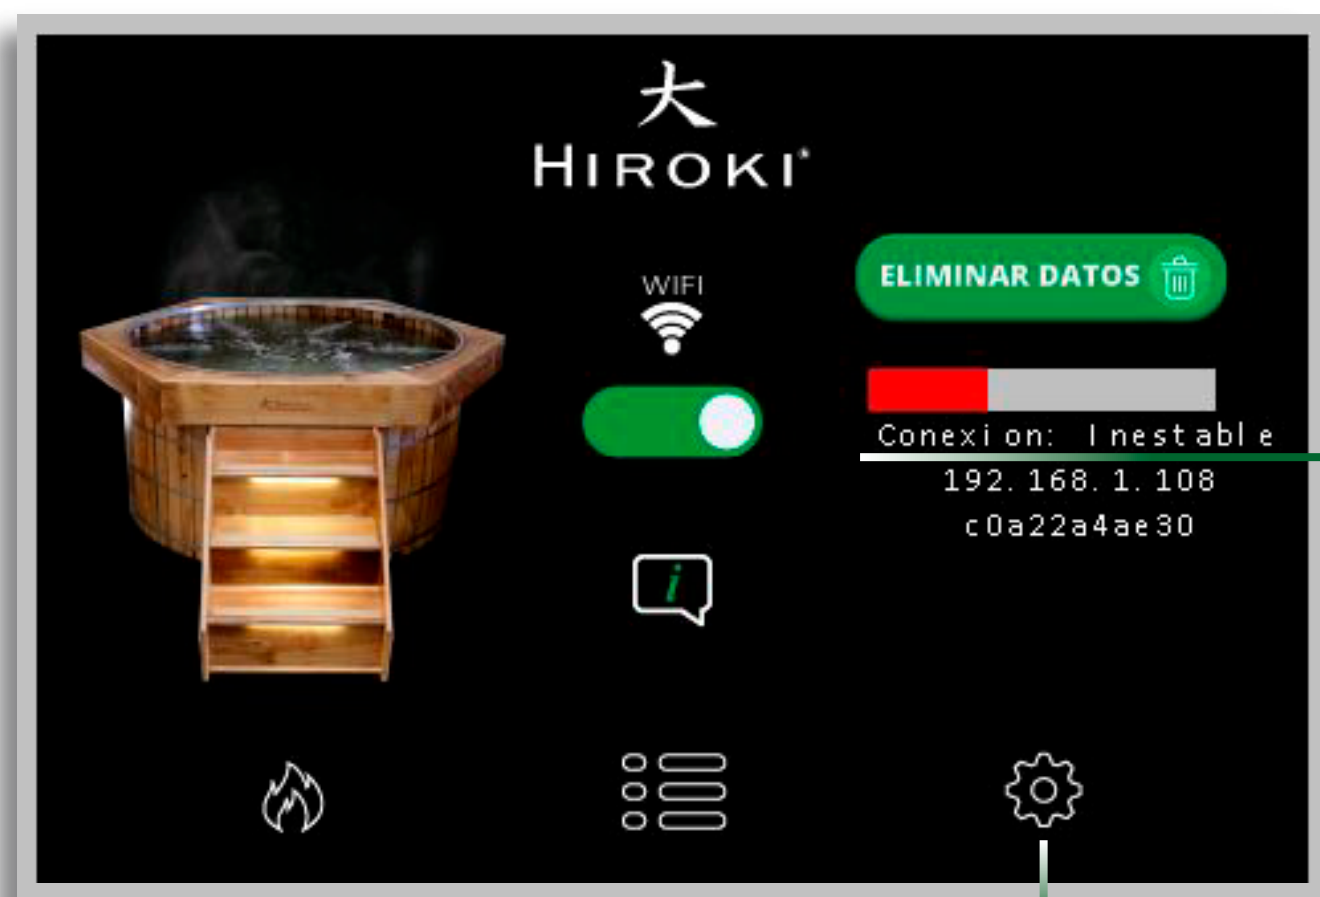 大
HIROKI®
WIFI
ELIMINAR DATOS
Conexion: Inestable
192.168.1.108
c0a22a4ae30
i